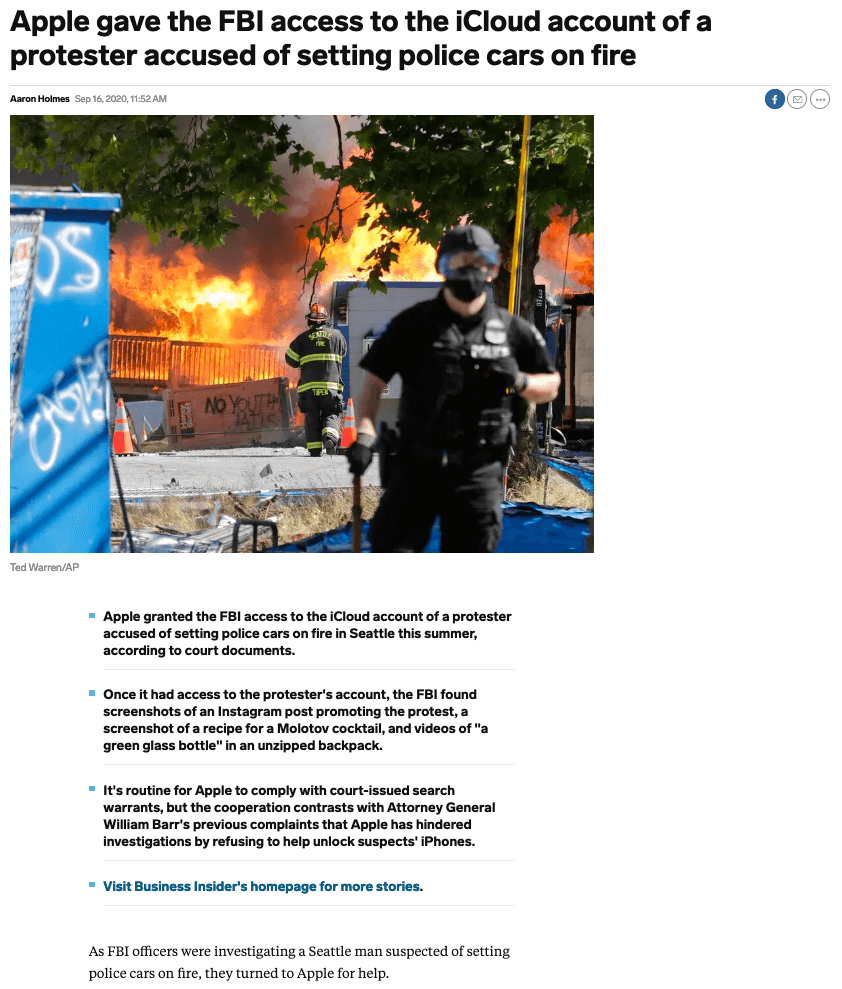 Apple gave the FBI access to the iCloud account of a
protester accused of setting police cars on fire
Aaron Holmes Sep 16, 2020, 11:52 AM
SEATTLE
FIRE
POLICE
NO YOUTH
JAILS
Ted Warren/AP
Apple granted the FBI access to the iCloud account of a protester
accused of setting police cars on fire in Seattle this summer,
according to court documents.
Once it had access to the protester's account, the FBI found
screenshots of an Instagram post promoting the protest, a
screenshot of a recipe for a Molotov cocktail, and videos of "a
green glass bottle" in an unzipped backpack.
It's routine for Apple to comply with court-issued search
warrants, but the cooperation contrasts with Attorney General
William Barr's previous complaints that Apple has hindered
investigations by refusing to help unlock suspects' iPhones.
Visit Business Insider's homepage for more stories.
As FBI officers were investigating a Seattle man suspected of setting
police cars on fire, they turned to Apple for help.